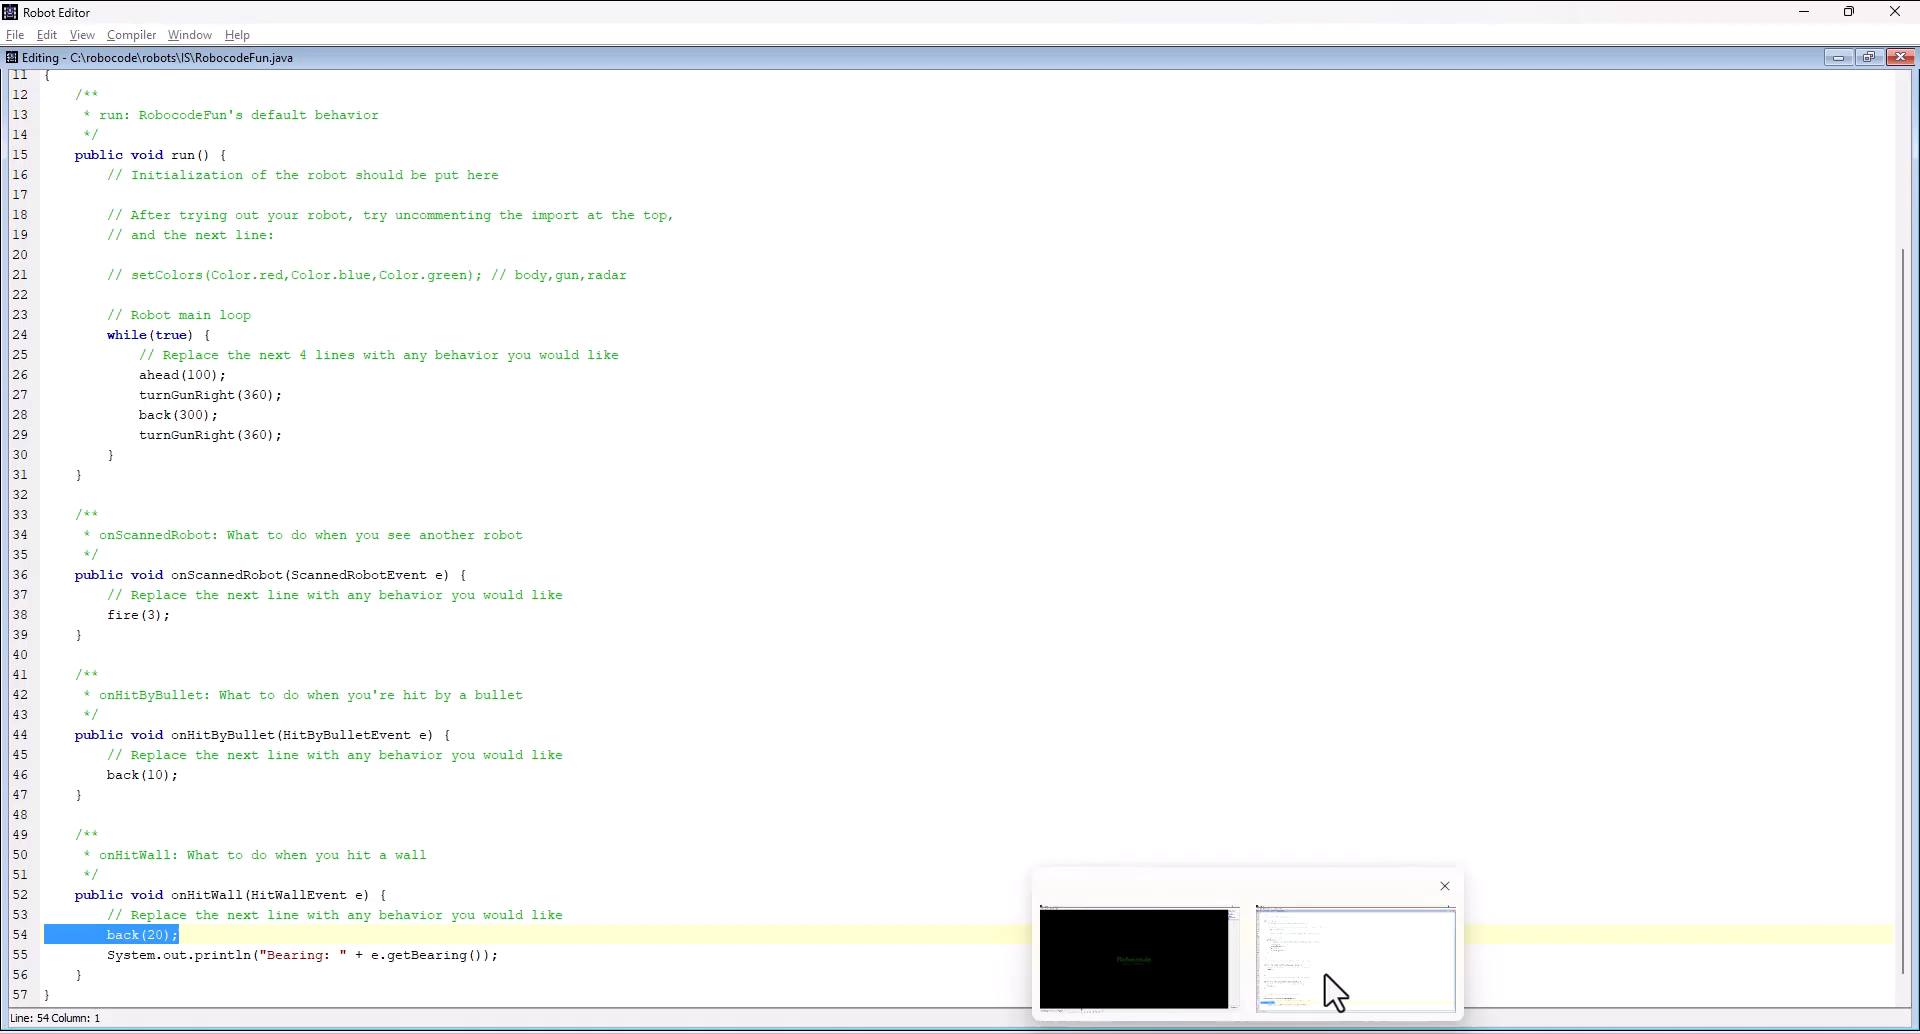 Robot Editor
File Edit View Compiler Window Help
Editing - C:\robocode\robots\IS\RobocodeFun.java
11 {
12 /**
13 * run: RobocodeFun's default behavior
14 */
15 public void run() {
16 // Initialization of the robot should be put here
17
18 // After trying out your robot, try uncommenting the import at the top,
19 // and the next line:
20
21 // setColors(Color.red,Color.blue,Color.green); // body,gun,radar
22
23 // Robot main loop
24 while(true) {
25 // Replace the next 4 lines with any behavior you would like
26 ahead(100);
27 turnGunRight(360);
28 back(300);
29 turnGunRight(360);
30 }
31 }
32
33 /**
34 * onScannedRobot: What to do when you see another robot
35 */
36 public void onScannedRobot(ScannedRobotEvent e) {
37 // Replace the next line with any behavior you would like
38 fire(3);
39 }
40
41 /**
42 * onHitByBullet: What to do when you're hit by a bullet
43 */
44 public void onHitByBullet(HitByBulletEvent e) {
45 // Replace the next line with any behavior you would like
46 back(10);
47 }
48
49 /**
50 * onHitWall: What to do when you hit a wall
51 */
52 public void onHitWall(HitWallEvent e) {
53 // Replace the next line with any behavior you would like
54 back(20);
55 System.out.println("Bearing: " + e.getBearing());
56 }
57 }
Robocode
Line: 54 Column: 1